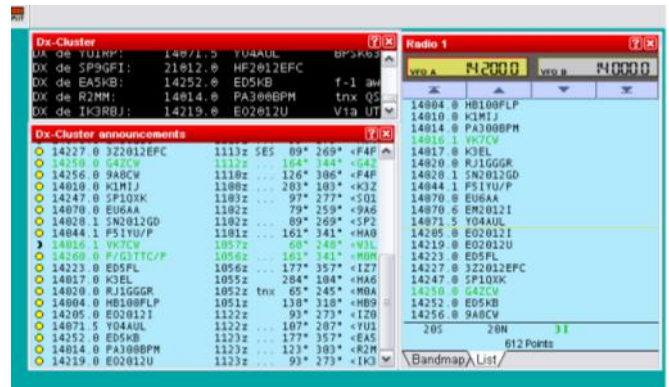 Dx-Cluster
DX de YU1RP: 14071.5 YO4AUL BPSK63
DX de SP9GFI: 21012.0 HF2012EFC
DX de EA5KB: 14252.0 ED5KB f-1 aw
DX de R2MM: 14014.0 PA300BPM tnx QS
DX de IK3RBJ: 14219.0 EO2012U Via UT
Dx-Cluster announcements
14227.0 3Z2012EFC 1113z SES 89° 269° <F4F
14250.0 G4ZCV 1112z ... 164° 344° <G4Z
14256.0 9A8CW 1110z ... 126° 306° <F4F
14010.0 K1MIJ 1108z ... 283° 103° <K3Z
14247.0 SP1QXK 1103z ... 97° 277° <SQ1
14070.0 EU6AA 1102z ... 79° 259° <9A6
14028.1 SN2012GD 1102z ... 89° 269° <SP2
14044.1 F5IYU/P 1101z ... 161° 341° <HA0
14016.1 VK7CW 1057z 60° 240° <W3L
14260.0 F/G3TTC/P 1056z ... 161° 341° <M0M
14223.0 ED5FL 1056z ... 177° 357° <IZ7
14017.0 K3EL 1055z ... 284° 104° <HA6
14020.0 RJ1GGGR 1052z tnx 65° 245° <M0A
14004.0 HB100FLP 1051z ... 138° 318° <HB9
14205.0 EO2012I 1122z ... 93° 273° <IZ0
14071.5 YO4AUL 1122z ... 107° 287° <YU1
14252.0 ED5KB 1123z ... 177° 357° <EA5
14014.0 PA300BPM 1123z ... 123° 303° <R2M
14219.0 EO2012U 1123z ... 93° 273° <IK3
Radio 1
VFO A 14200.0 VFO B 14000.0
14004.0 HB100FLP
14010.0 K1MIJ
14014.0 PA300BPM
14016.1 VK7CW
14017.0 K3EL
14020.0 RJ1GGGR
14028.1 SN2012GD
14044.1 F5IYU/P
14070.0 EU6AA
14070.6 EM2012I
14071.5 YO4AUL
14205.0 EO2012I
14219.0 EO2012U
14223.0 ED5FL
14227.0 3Z2012EFC
14247.0 SP1QXK
14250.0 G4ZCV
14252.0 ED5KB
14256.0 9A8CW
20S 20N 3I
612 Points
Bandmap List